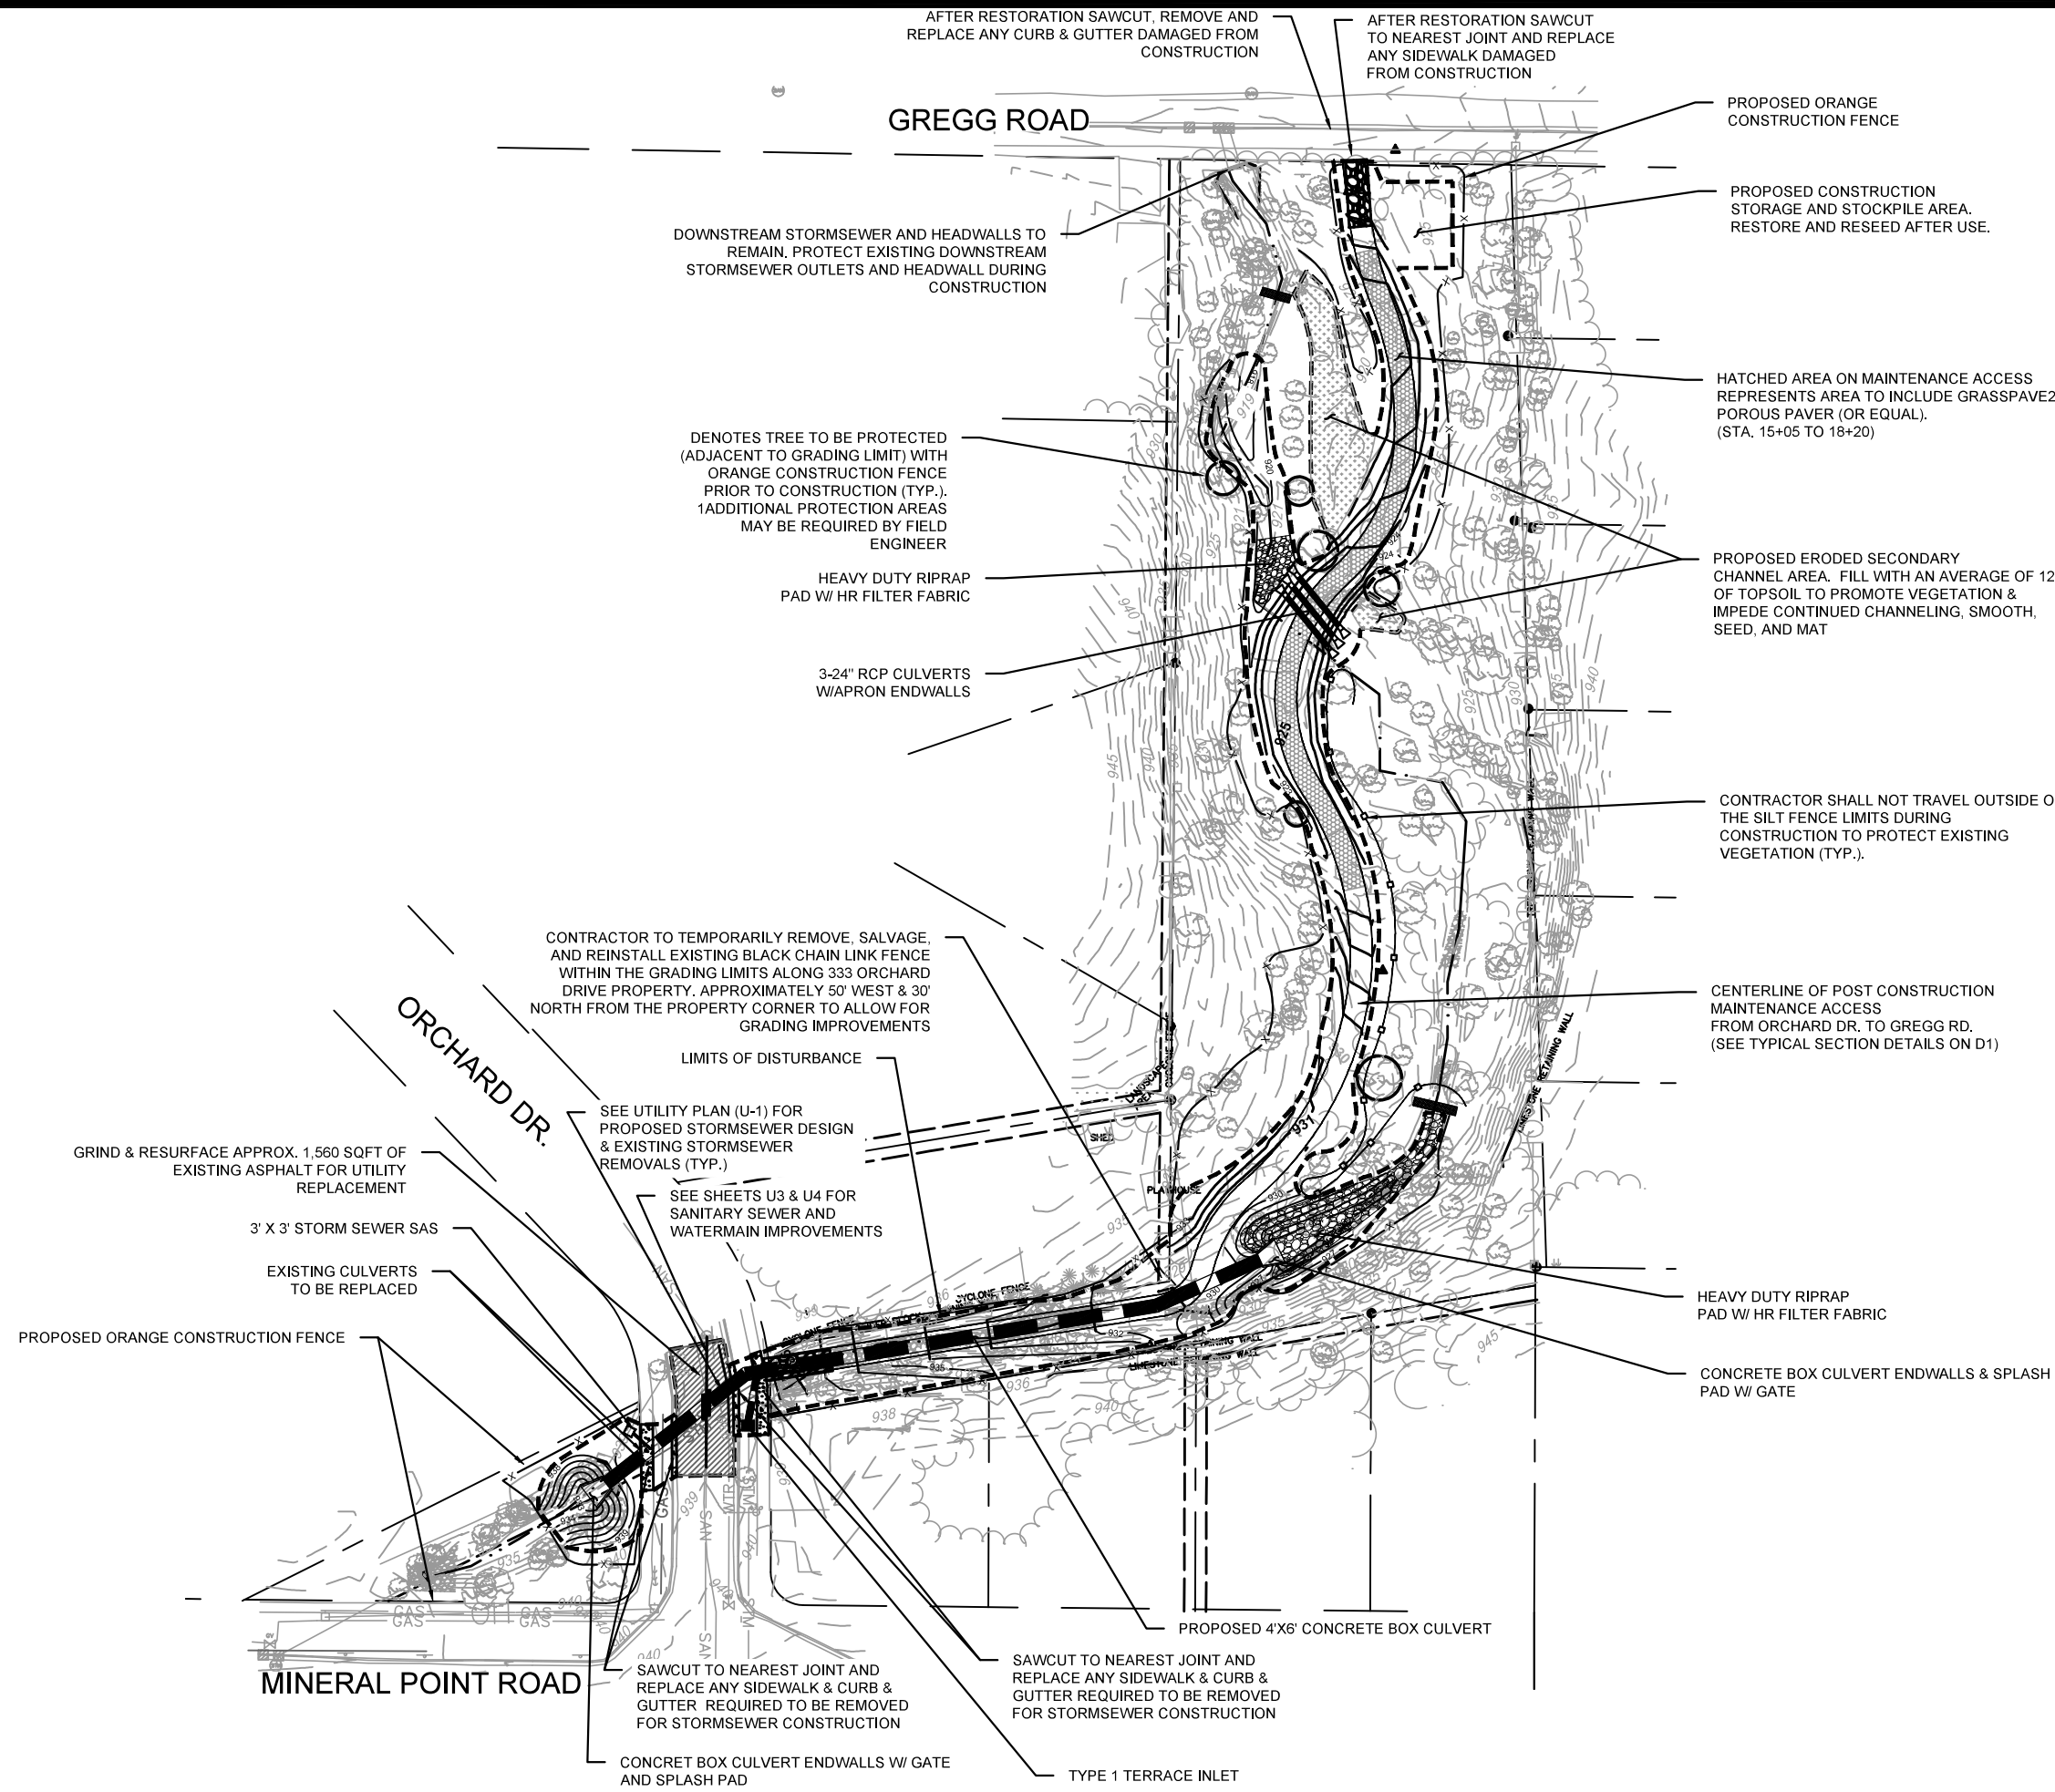 AFTER RESTORATION SAWCUT, REMOVE AND
REPLACE ANY CURB & GUTTER DAMAGED FROM
CONSTRUCTION
AFTER RESTORATION SAWCUT
TO NEAREST JOINT AND REPLACE
ANY SIDEWALK DAMAGED
FROM CONSTRUCTION
GREGG ROAD
PROPOSED ORANGE
CONSTRUCTION FENCE
PROPOSED CONSTRUCTION
STORAGE AND STOCKPILE AREA.
RESTORE AND RESEED AFTER USE.
DOWNSTREAM STORMSEWER AND HEADWALLS TO
REMAIN. PROTECT EXISTING DOWNSTREAM
STORMSEWER OUTLETS AND HEADWALL DURING
CONSTRUCTION
HATCHED AREA ON MAINTENANCE ACCESS
REPRESENTS AREA TO INCLUDE GRASSPAVE2
POROUS PAVER (OR EQUAL).
(STA. 15+05 TO 18+20)
DENOTES TREE TO BE PROTECTED
(ADJACENT TO GRADING LIMIT) WITH
ORANGE CONSTRUCTION FENCE
PRIOR TO CONSTRUCTION (TYP.).
1ADDITIONAL PROTECTION AREAS
MAY BE REQUIRED BY FIELD
ENGINEER
HEAVY DUTY RIPRAP
PAD W/ HR FILTER FABRIC
PROPOSED ERODED SECONDARY
CHANNEL AREA. FILL WITH AN AVERAGE OF 12
OF TOPSOIL TO PROMOTE VEGETATION &
IMPEDE CONTINUED CHANNELING, SMOOTH,
SEED, AND MAT
3-24" RCP CULVERTS
W/APRON ENDWALLS
CONTRACTOR SHALL NOT TRAVEL OUTSIDE O
THE SILT FENCE LIMITS DURING
CONSTRUCTION TO PROTECT EXISTING
VEGETATION (TYP.).
CONTRACTOR TO TEMPORARILY REMOVE, SALVAGE,
AND REINSTALL EXISTING BLACK CHAIN LINK FENCE
WITHIN THE GRADING LIMITS ALONG 333 ORCHARD
DRIVE PROPERTY. APPROXIMATELY 50' WEST & 30'
NORTH FROM THE PROPERTY CORNER TO ALLOW FOR
GRADING IMPROVEMENTS
CENTERLINE OF POST CONSTRUCTION
MAINTENANCE ACCESS
FROM ORCHARD DR. TO GREGG RD.
(SEE TYPICAL SECTION DETAILS ON D1)
ORCHARD DR.
LIMITS OF DISTURBANCE
SEE UTILITY PLAN (U-1) FOR
PROPOSED STORMSEWER DESIGN
& EXISTING STORMSEWER
REMOVALS (TYP.)
GRIND & RESURFACE APPROX. 1,560 SQFT OF
EXISTING ASPHALT FOR UTILITY
REPLACEMENT
SEE SHEETS U3 & U4 FOR
SANITARY SEWER AND
WATERMAIN IMPROVEMENTS
3' X 3' STORM SEWER SAS
EXISTING CULVERTS
TO BE REPLACED
PROPOSED ORANGE CONSTRUCTION FENCE
SHED
PLAYHOUSE
CYCLONE FENCE
LIMESTONE RETAINING WALL
925
931
HEAVY DUTY RIPRAP
PAD W/ HR FILTER FABRIC
CONCRETE BOX CULVERT ENDWALLS & SPLASH
PAD W/ GATE
PROPOSED 4'X6' CONCRETE BOX CULVERT
MINERAL POINT ROAD
SAWCUT TO NEAREST JOINT AND
REPLACE ANY SIDEWALK & CURB &
GUTTER REQUIRED TO BE REMOVED
FOR STORMSEWER CONSTRUCTION
SAWCUT TO NEAREST JOINT AND
REPLACE ANY SIDEWALK & CURB &
GUTTER REQUIRED TO BE REMOVED
FOR STORMSEWER CONSTRUCTION
CONCRET BOX CULVERT ENDWALLS W/ GATE
AND SPLASH PAD
TYPE 1 TERRACE INLET